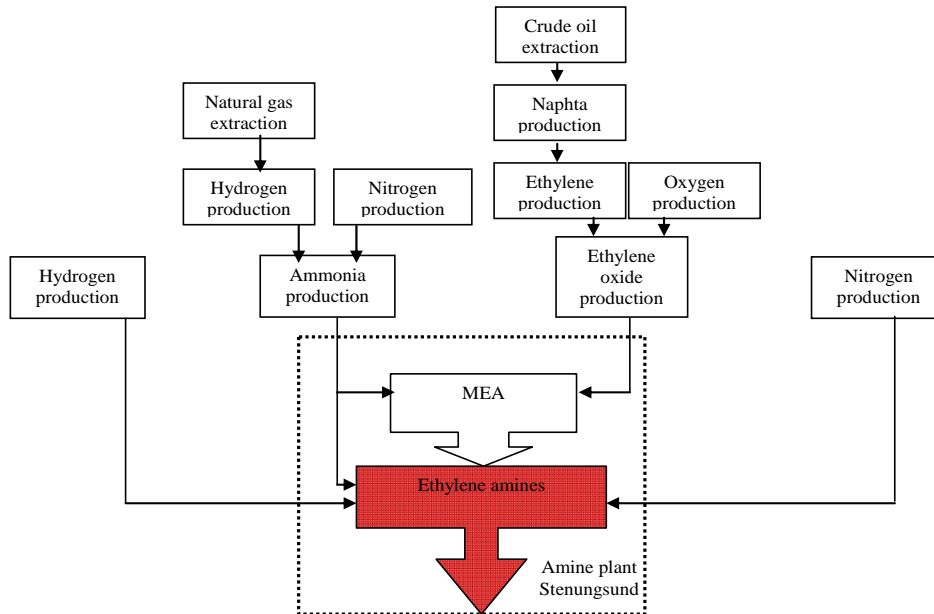 Crude oil
extraction
Natural gas
extraction
Naphta
production
Hydrogen
production
Nitrogen
production
Ethylene
production
Oxygen
production
Hydrogen
production
Ammonia
production
Ethylene
oxide
production
Nitrogen
production
MEA
Ethylene amines
Amine plant
Stenungsund